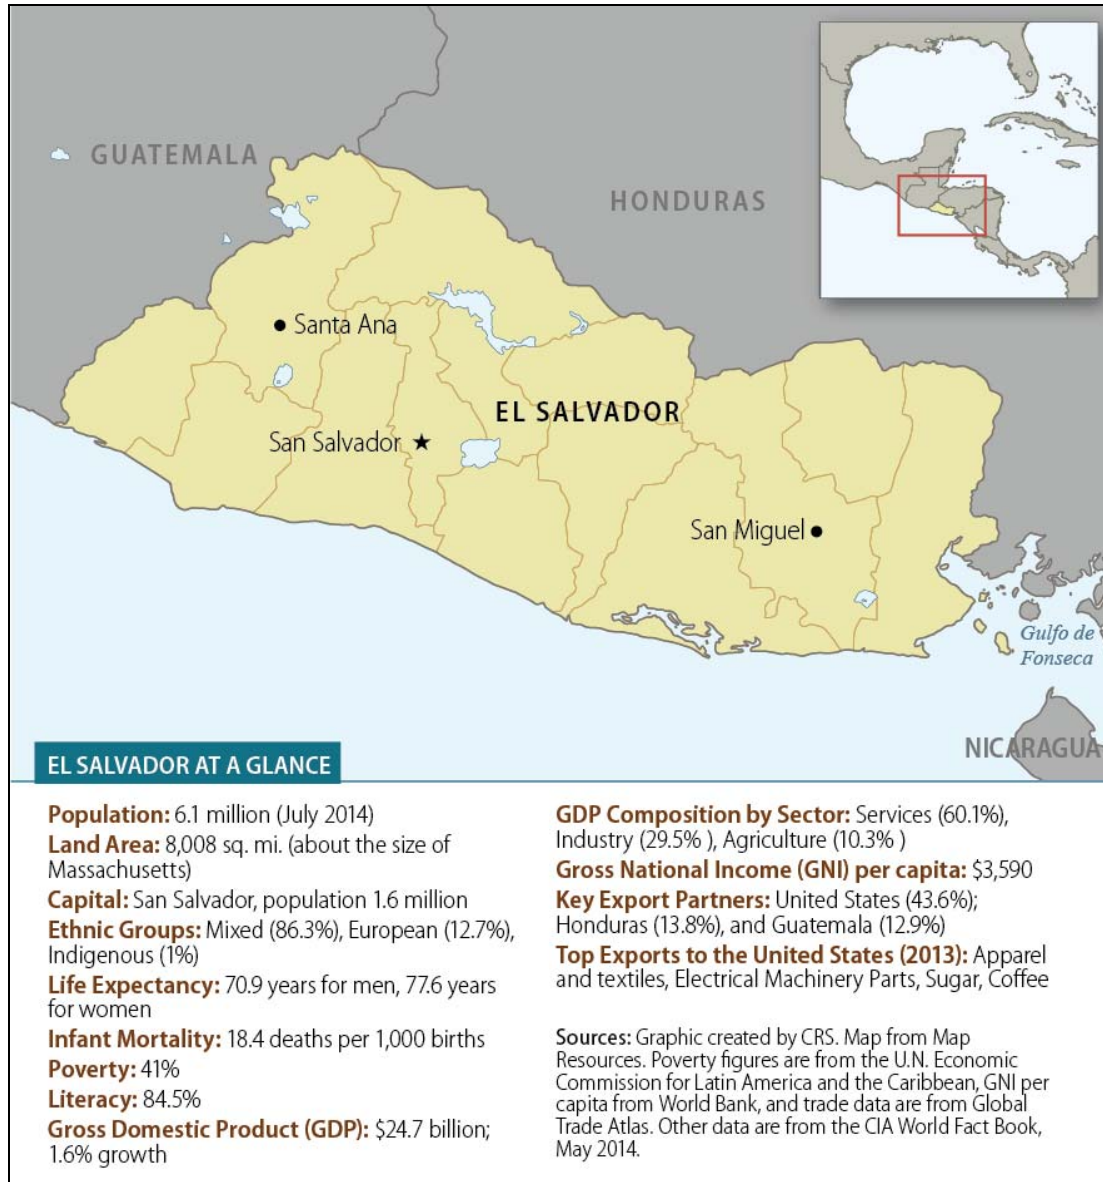 GUATEMALA
HONDURAS
Santa Ana
EL SALVADOR
San Salvador
San Miguel
Gulfo de
Fonseca
NICARAGUA
EL SALVADOR AT A GLANCE
Population: 6.1 million (July 2014)
Land Area: 8,008 sq. mi. (about the size of
Massachusetts)
Capital: San Salvador, population 1.6 million
Ethnic Groups: Mixed (86.3%), European (12.7%),
Indigenous (1%)
Life Expectancy: 70.9 years for men, 77.6 years
for women
Infant Mortality: 18.4 deaths per 1,000 births
Poverty: 41%
Literacy: 84.5%
Gross Domestic Product (GDP): $24.7 billion;
1.6% growth
GDP Composition by Sector: Services (60.1%),
Industry (29.5% ), Agriculture (10.3% )
Gross National Income (GNI) per capita: $3,590
Key Export Partners: United States (43.6%);
Honduras (13.8%), and Guatemala (12.9%)
Top Exports to the United States (2013): Apparel
and textiles, Electrical Machinery Parts, Sugar, Coffee
Sources: Graphic created by CRS. Map from Map
Resources. Poverty figures are from the U.N. Economic
Commission for Latin America and the Caribbean, GNI per
capita from World Bank, and trade data are from Global
Trade Atlas. Other data are from the CIA World Fact Book,
May 2014.